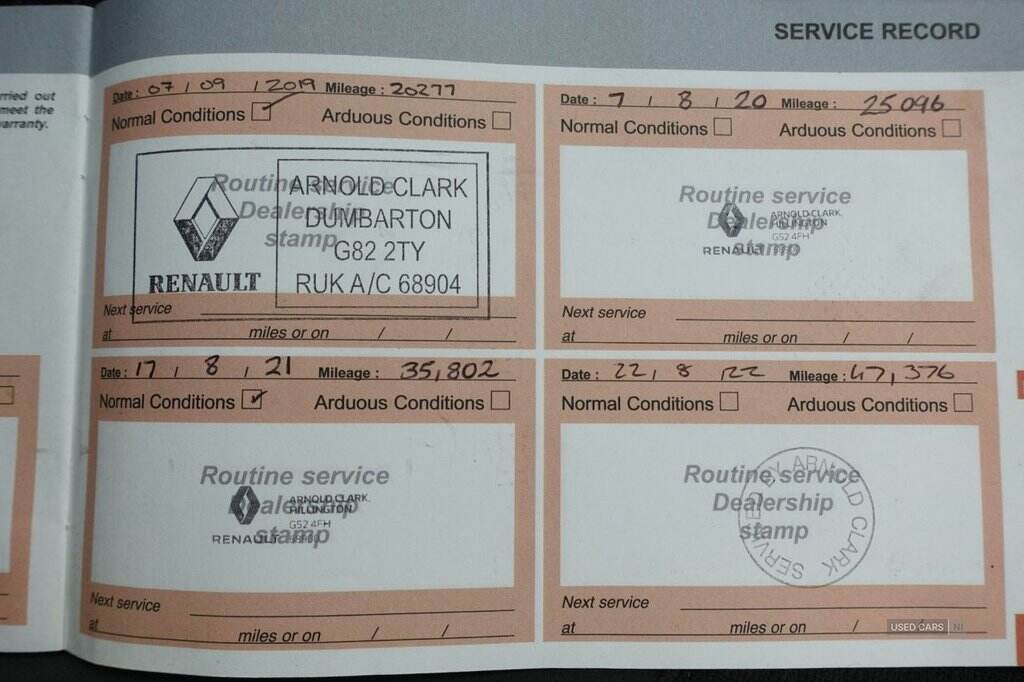 SERVICE RECORD
rried out
meet the
arranty.
Date : 07 / 09 / 2019 Mileage : 20277
Normal Conditions Arduous Conditions
Routine service
Dealership
stamp
ARNOLD CLARK
DUMBARTON
G82 2TY
RUK A/C 68904
RENAULT
Next service
at miles or on / /
Date : 7 / 8 / 20 Mileage : 25096
Normal Conditions Arduous Conditions
Routine service
Dealership
stamp
ARNOLD CLARK
HILLINGTON
G52 4FH
RENAULT
Next service
at miles or on / /
Date : 17 / 8 / 21 Mileage : 35,802
Normal Conditions Arduous Conditions
Routine service
Dealership
stamp
ARNOLD CLARK
HILLINGTON
G52 4FH
RENAULT
Next service
at miles or on / /
Date : 22 / 8 / 22 Mileage : 47,376
Normal Conditions Arduous Conditions
Routine service
Dealership
stamp
SERVICED BY ARNOLD CLARK
Next service
at miles or on /
USED CARS NI